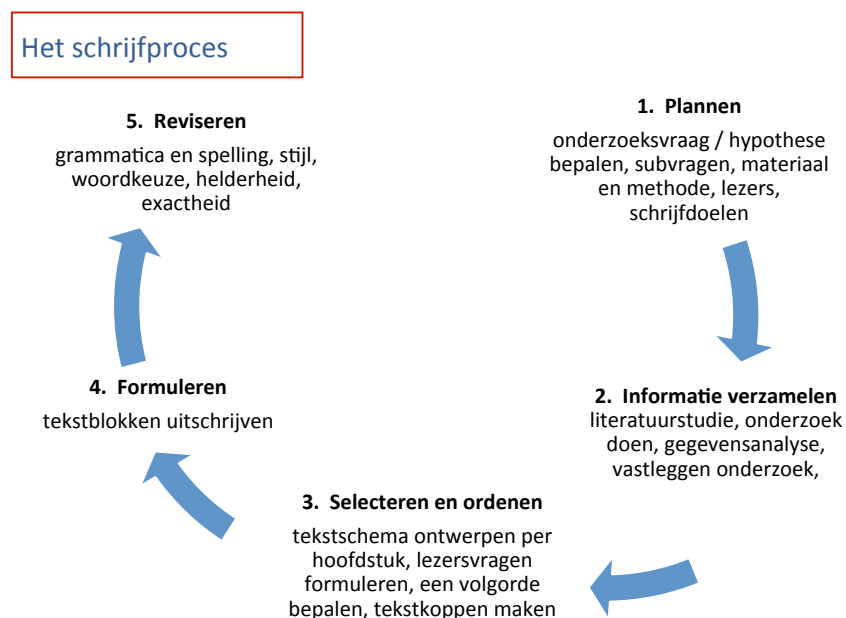 Het schrijfproces
1. Plannen
onderzoeksvraag / hypothese
bepalen, subvragen, materiaal
en methode, lezers,
schrijfdoelen
2. Informatie verzamelen
literatuurstudie, onderzoek
doen, gegevensanalyse,
vastleggen onderzoek,
3. Selecteren en ordenen
tekstschema ontwerpen per
hoofdstuk, lezersvragen
formuleren, een volgorde
bepalen, tekstkoppen maken
4. Formuleren
tekstblokken uitschrijven
5. Reviseren
grammatica en spelling, stijl,
woordkeuze, helderheid,
exactheid